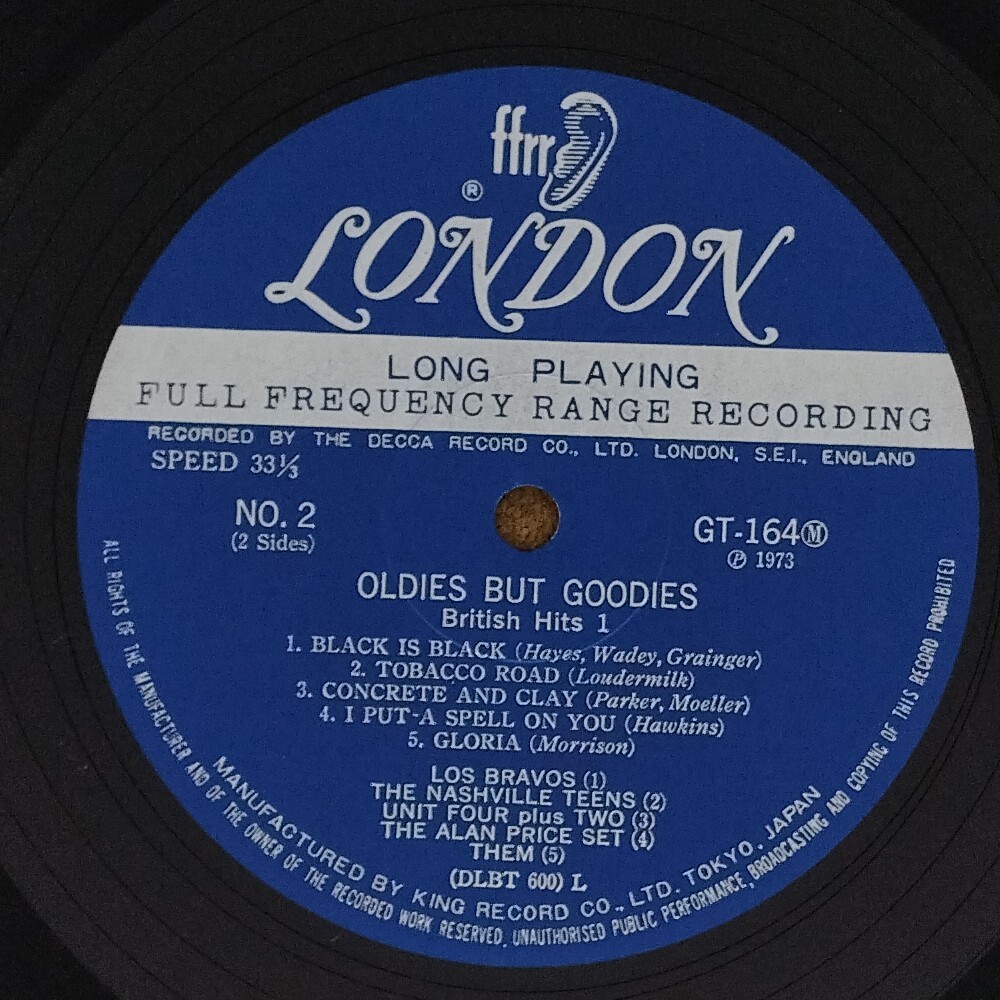 ffrr
®
LONDON
LONG PLAYING
FULL FREQUENCY RANGE RECORDING
RECORDED BY THE DECCA RECORD CO., LTD. LONDON, S.E.I., ENGLAND
SPEED 33⅓
NO. 2
(2 Sides)
GT-164Ⓜ
℗ 1973
OLDIES BUT GOODIES
British Hits 1
1. BLACK IS BLACK (Hayes, Wadey, Grainger)
2. TOBACCO ROAD (Loudermilk)
3. CONCRETE AND CLAY (Parker, Moeller)
4. I PUT-A SPELL ON YOU (Hawkins)
5. GLORIA (Morrison)
LOS BRAVOS (1)
THE NASHVILLE TEENS (2)
UNIT FOUR plus TWO (3)
THE ALAN PRICE SET (4)
THEM (5)
(DLBT 600) L
MANUFACTURED BY KING RECORD CO., LTD. TOKYO, JAPAN
ALL RIGHTS OF THE MANUFACTURER AND OF THE OWNER OF THE RECORDED WORK RESERVED. UNAUTHORISED PUBLIC PERFORMANCE, BROADCASTING AND COPYING OF THIS RECORD PROHIBITED